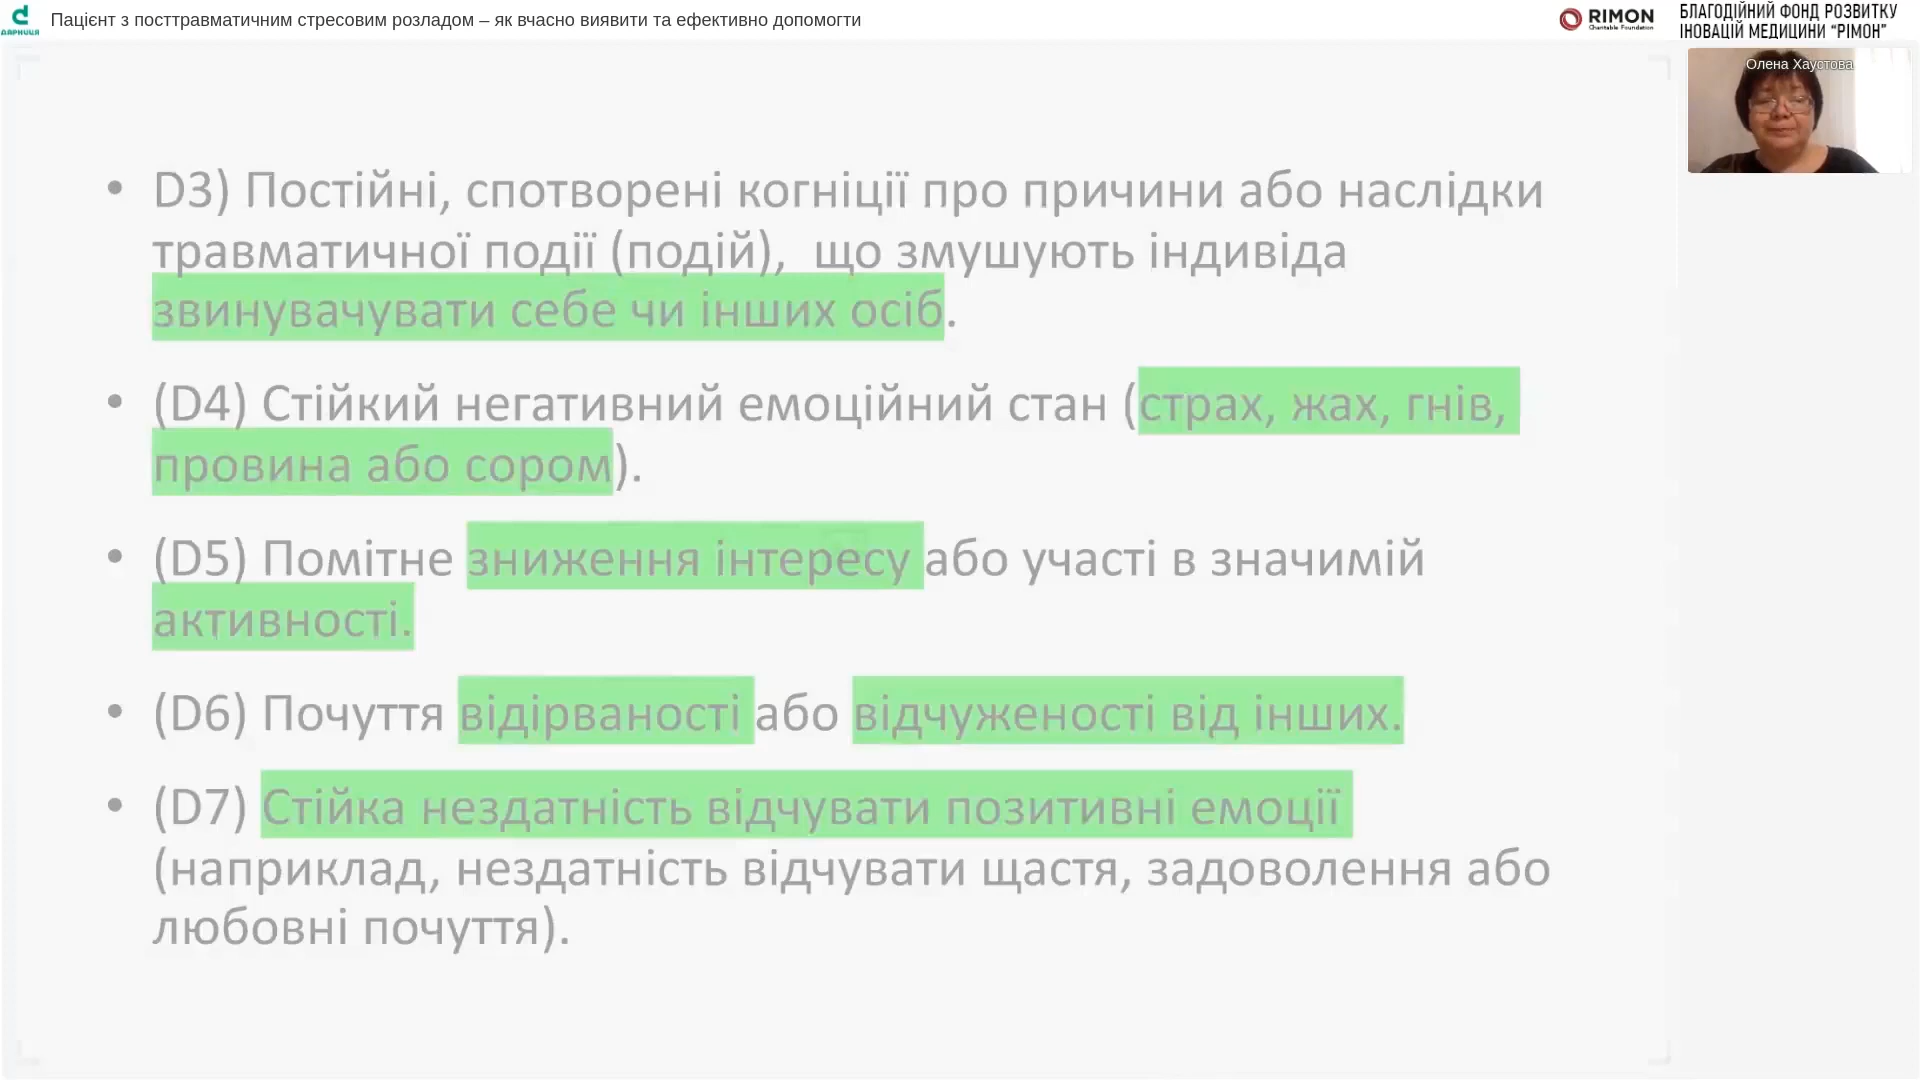 ДАРНИЦЯ
Пацієнт з посттравматичним стресовим розладом – як вчасно виявити та ефективно допомогти
RIMON
Charitable Foundation
БЛАГОДІЙНИЙ ФОНД РОЗВИТКУ
ІНОВАЦІЙ МЕДИЦИНИ "РІМОН"
Олена Хаустова
• D3) Постійні, спотворені когніції про причини або наслідки
травматичної події (подій), що змушують індивіда
звинувачувати себе чи інших осіб.
• (D4) Стійкий негативний емоційний стан (страх, жах, гнів,
провина або сором).
• (D5) Помітне зниження інтересу або участі в значимій
активності.
• (D6) Почуття відірваності або відчуженості від інших.
• (D7) Стійка нездатність відчувати позитивні емоції
(наприклад, нездатність відчувати щастя, задоволення або
любовні почуття).